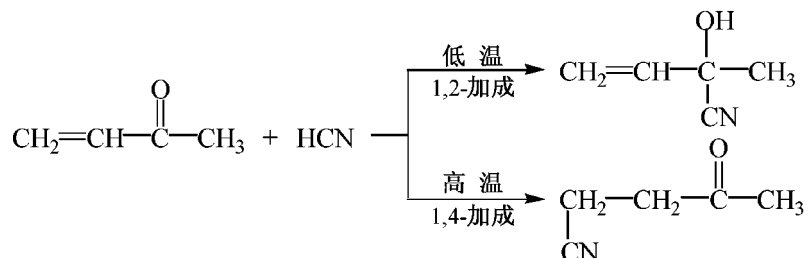 OH
低 温
CH₂=CH—C—CH₃
1,2-加成
O
CN
CH₂=CH—C—CH₃ + HCN
O
高 温
CH₂—CH₂—C—CH₃
1,4-加成
CN